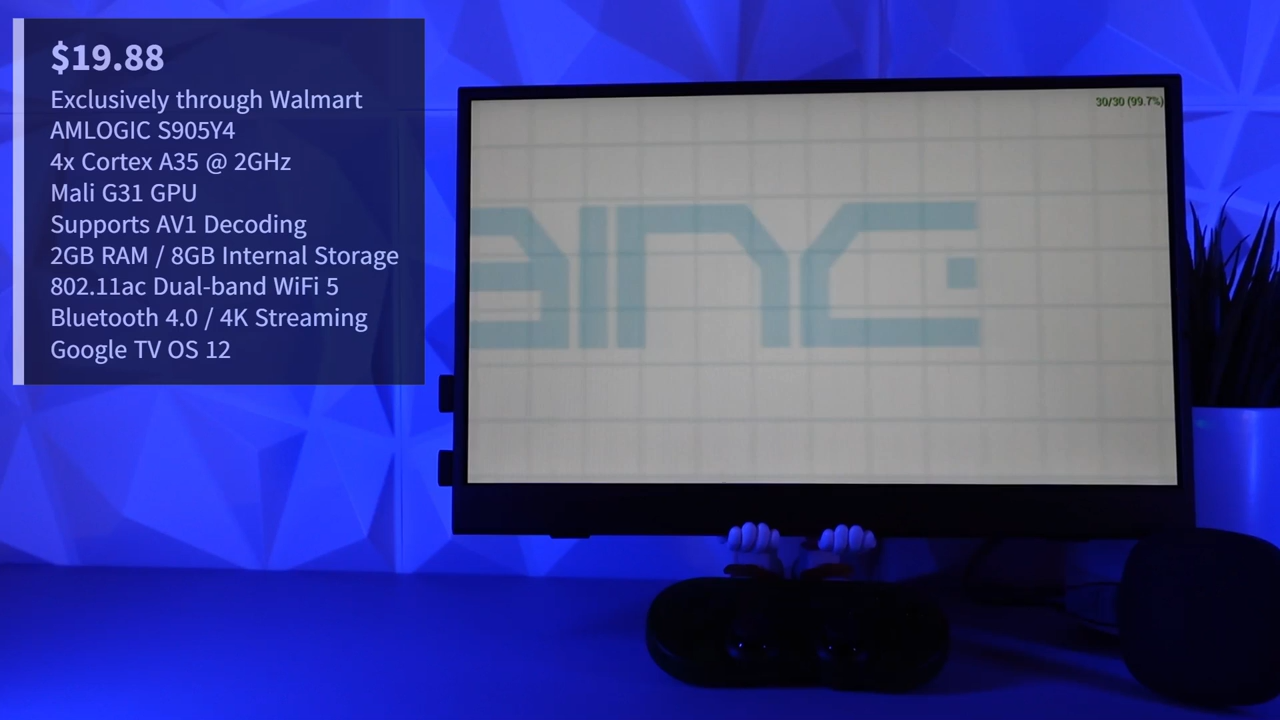 $19.88
Exclusively through Walmart
AMLOGIC S905Y4
4x Cortex A35 @ 2GHz
Mali G31 GPU
Supports AV1 Decoding
2GB RAM / 8GB Internal Storage
802.11ac Dual-band WiFi 5
Bluetooth 4.0 / 4K Streaming
Google TV OS 12
30/30 (99.7%)